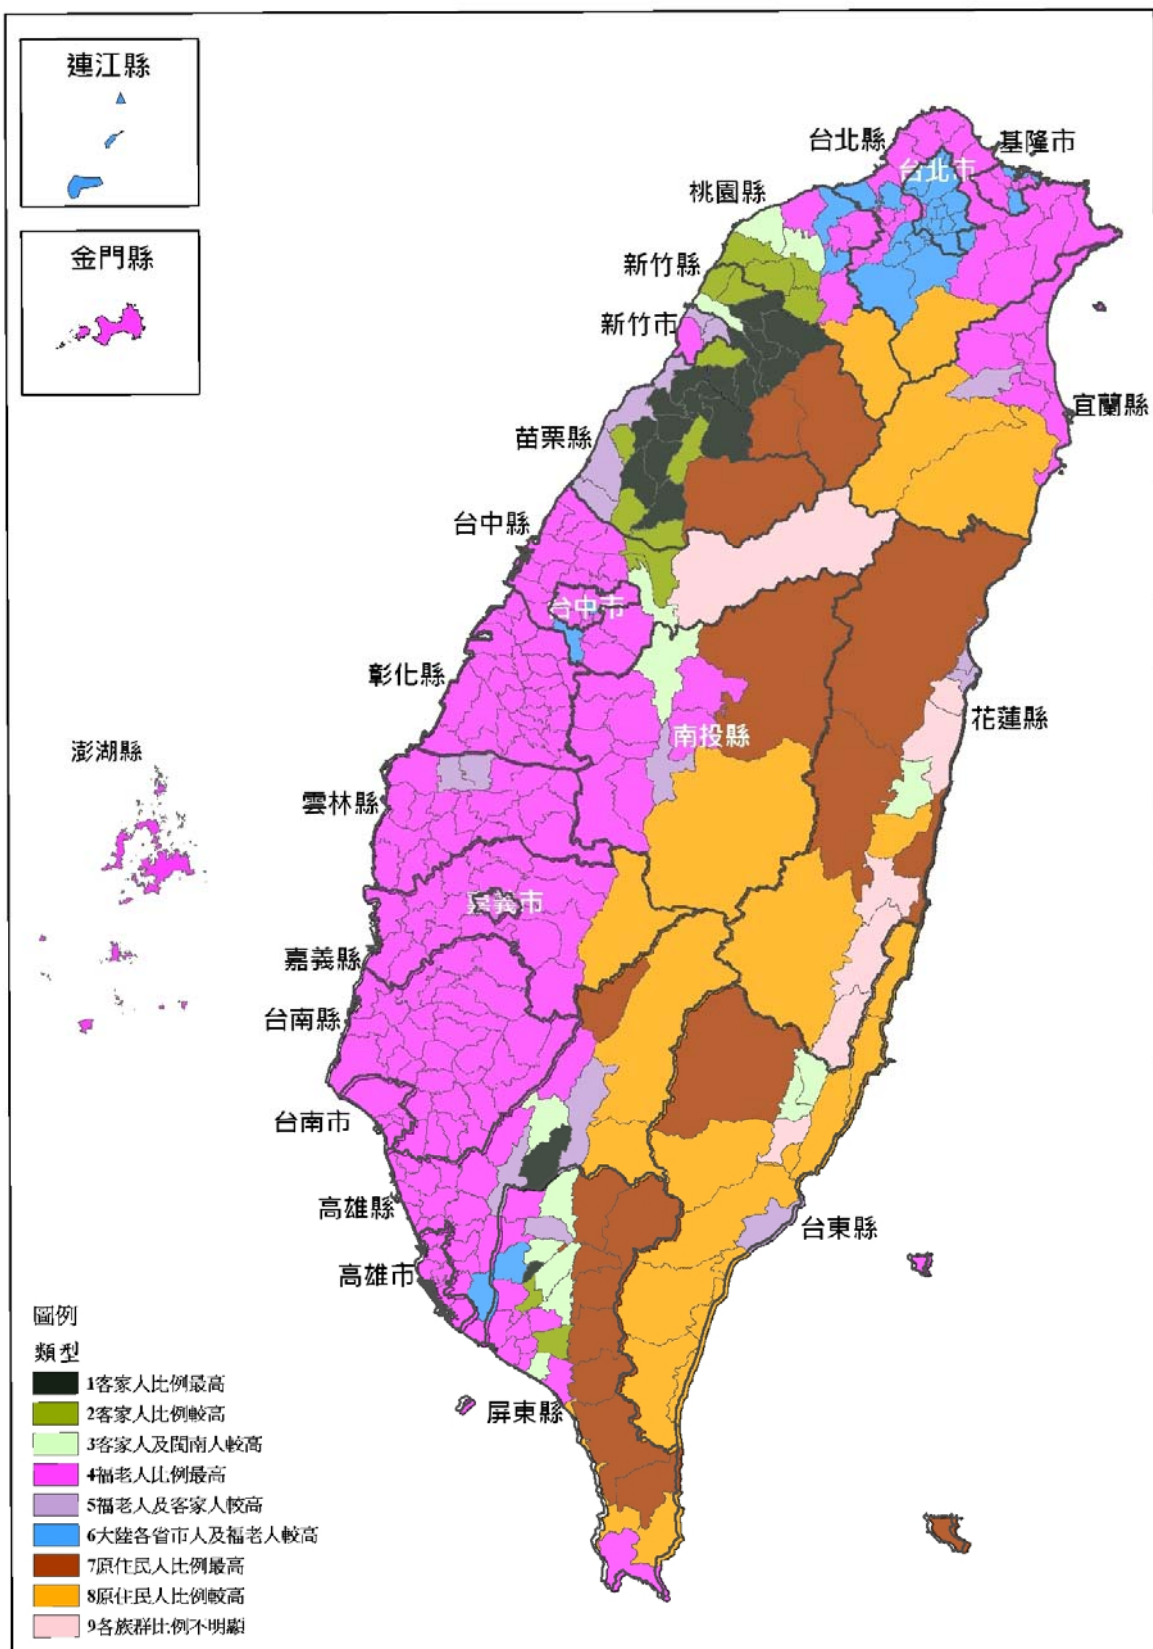 連江縣
金門縣
台北縣
基隆市
台北市
桃園縣
新竹縣
新竹市
宜蘭縣
苗栗縣
台中縣
台中市
彰化縣
花蓮縣
南投縣
澎湖縣
雲林縣
嘉義市
嘉義縣
台南縣
台南市
高雄縣
台東縣
高雄市
屏東縣
圖例
類型
1客家人比例最高
2客家人比例較高
3客家人及閩南人較高
4福老人比例最高
5福老人及客家人較高
6大陸各省市人及福老人較高
7原住民人比例最高
8原住民人比例較高
9各族群比例不明顯